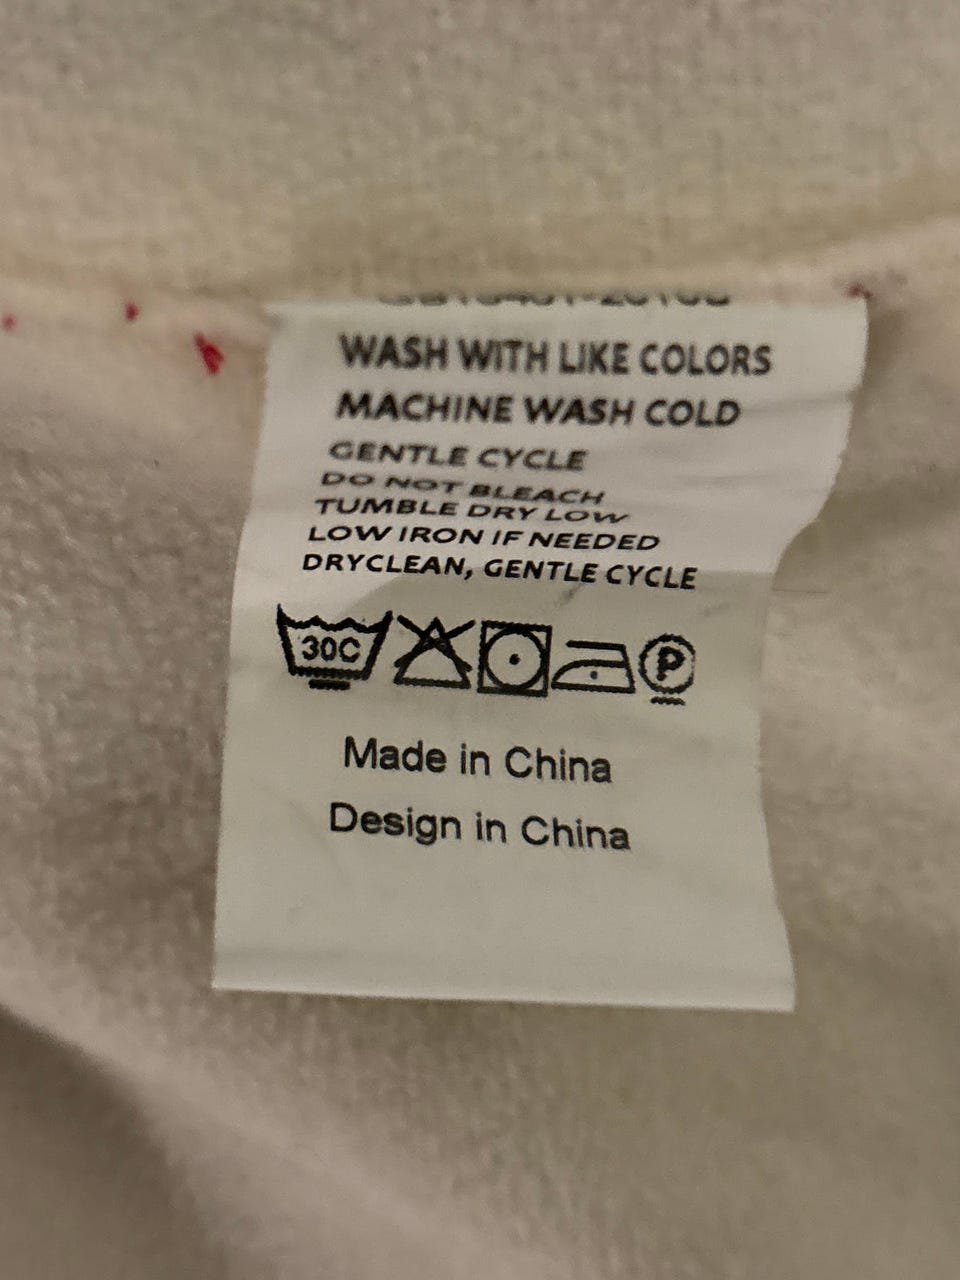 WASH WITH LIKE COLORS
MACHINE WASH COLD
GENTLE CYCLE
DO NOT BLEACH
TUMBLE DRY LOW
LOW IRON IF NEEDED
DRYCLEAN, GENTLE CYCLE
30C P
Made in China
Design in China